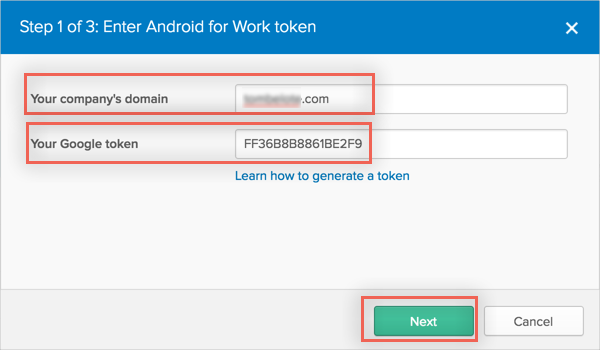 Step 1 of 3: Enter Android for Work token
Your company's domain .com
Your Google token FF36B8B8861BE2F9
Learn how to generate a token
Next Cancel